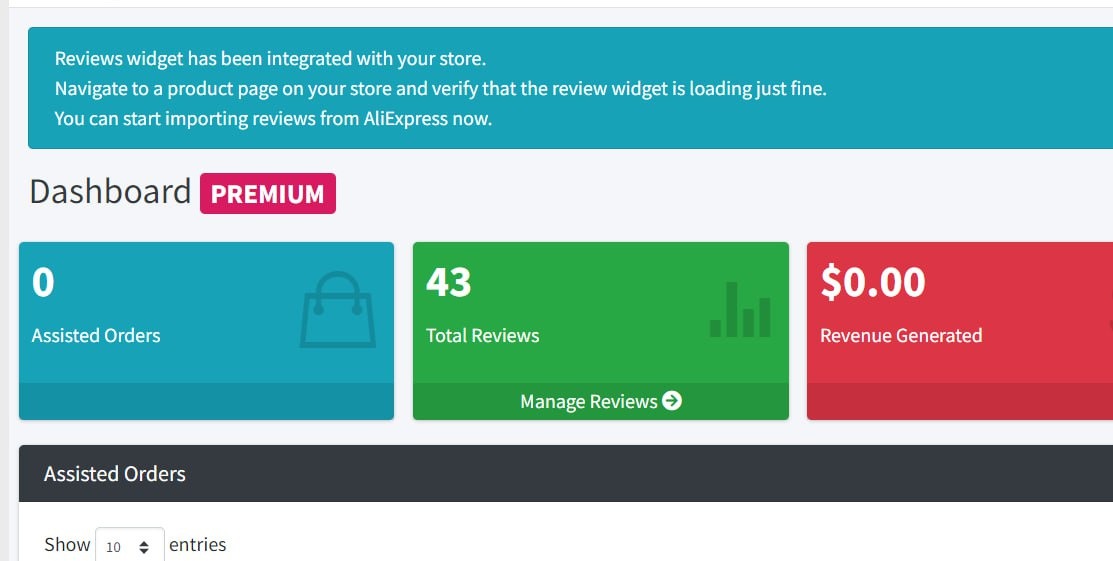 Reviews widget has been integrated with your store.
Navigate to a product page on your store and verify that the review widget is loading just fine.
You can start importing reviews from AliExpress now.
Dashboard PREMIUM
0
Assisted Orders
43
Total Reviews
Manage Reviews
$0.00
Revenue Generated
Assisted Orders
Show 10 entries